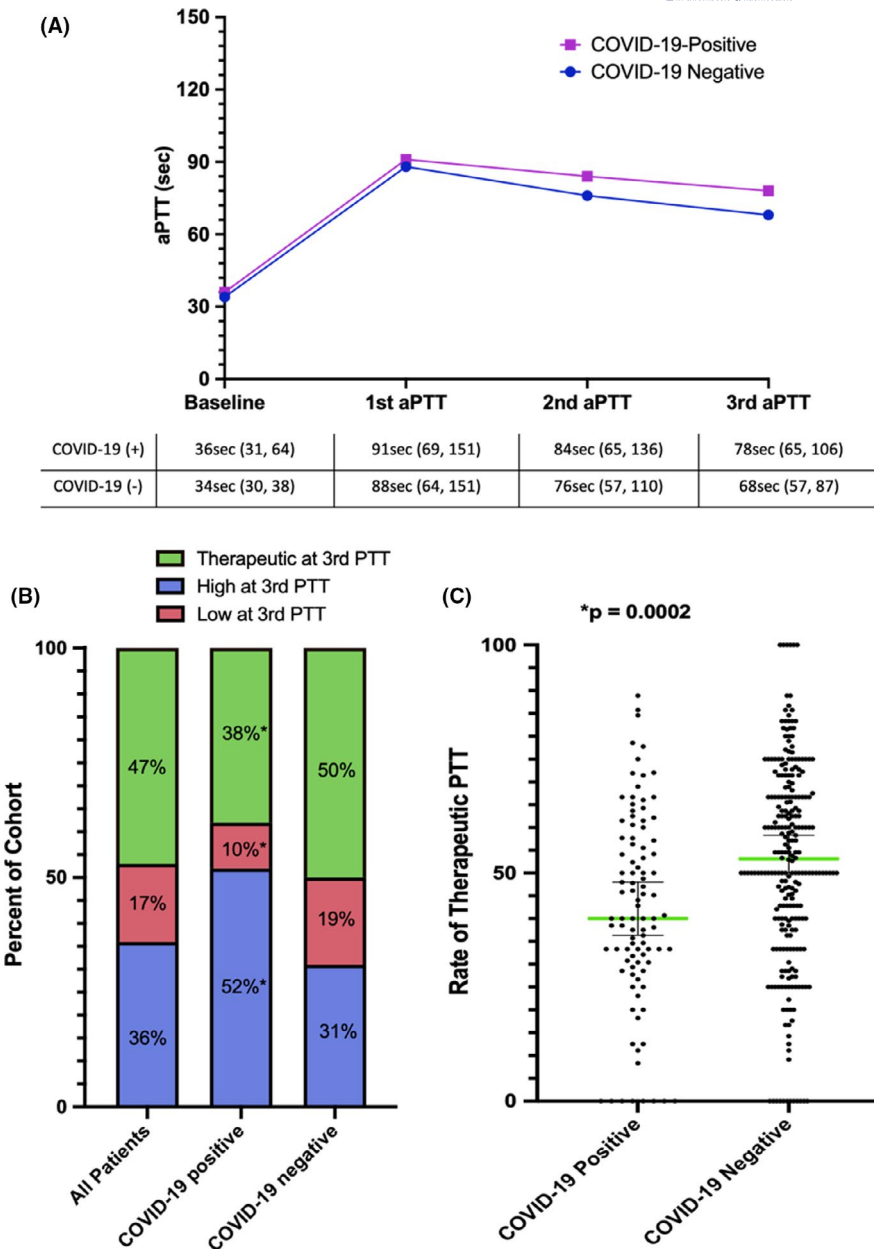 (A)
150
120
90
60
30
0
aPTT (sec)
COVID-19-Positive
COVID-19 Negative
Baseline 1st aPTT 2nd aPTT 3rd aPTT
COVID-19 (+) 36sec (31, 64) 91sec (69, 151) 84sec (65, 136) 78sec (65, 106)
COVID-19 (-) 34sec (30, 38) 88sec (64, 151) 76sec (57, 110) 68sec (57, 87)
(B)
Therapeutic at 3rd PTT
High at 3rd PTT
Low at 3rd PTT
100
50
0
Percent of Cohort
47%
17%
36%
38%*
10%*
52%*
50%
19%
31%
All Patients
COVID-19 positive
COVID-19 negative
(C)
*p = 0.0002
100
50
0
Rate of Therapeutic PTT
COVID-19 Positive
COVID-19 Negative